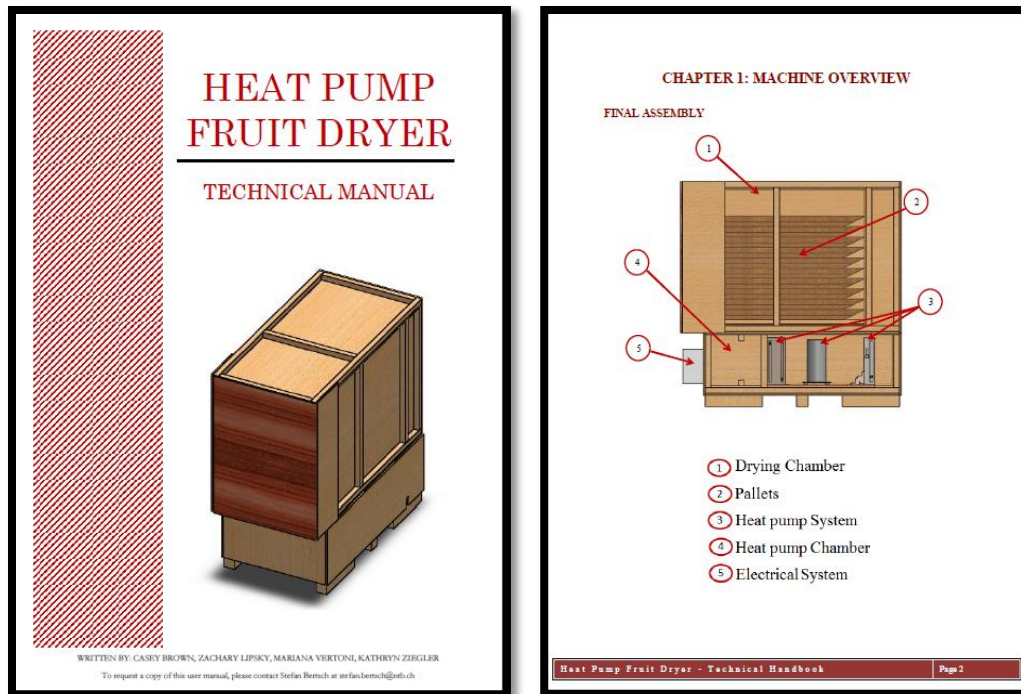 HEAT PUMP
FRUIT DRYER
TECHNICAL MANUAL
WRITTEN BY: CASEY BROWN, ZACHARY LIPSKY, MARIANA VERTONI, KATHRYN ZIEGLER
To request a copy of this user manual, please contact Stefan Bertsch at stefan.bertsch@ntb.ch
CHAPTER 1: MACHINE OVERVIEW
FINAL ASSEMBLY
1
2
4
3
5
1 Drying Chamber
2 Pallets
3 Heat pump System
4 Heat pump Chamber
5 Electrical System
Heat Pump Fruit Dryer - Technical Handbook Page 2